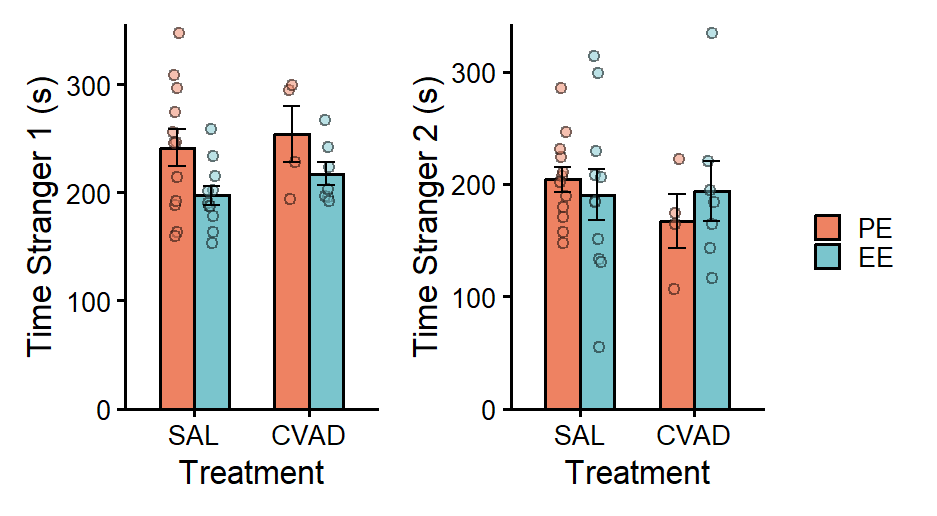 Time Stranger 1 (s)
300
200
100
0
SAL CVAD
Treatment
Time Stranger 2 (s)
300
200
100
0
SAL CVAD
Treatment
PE
EE